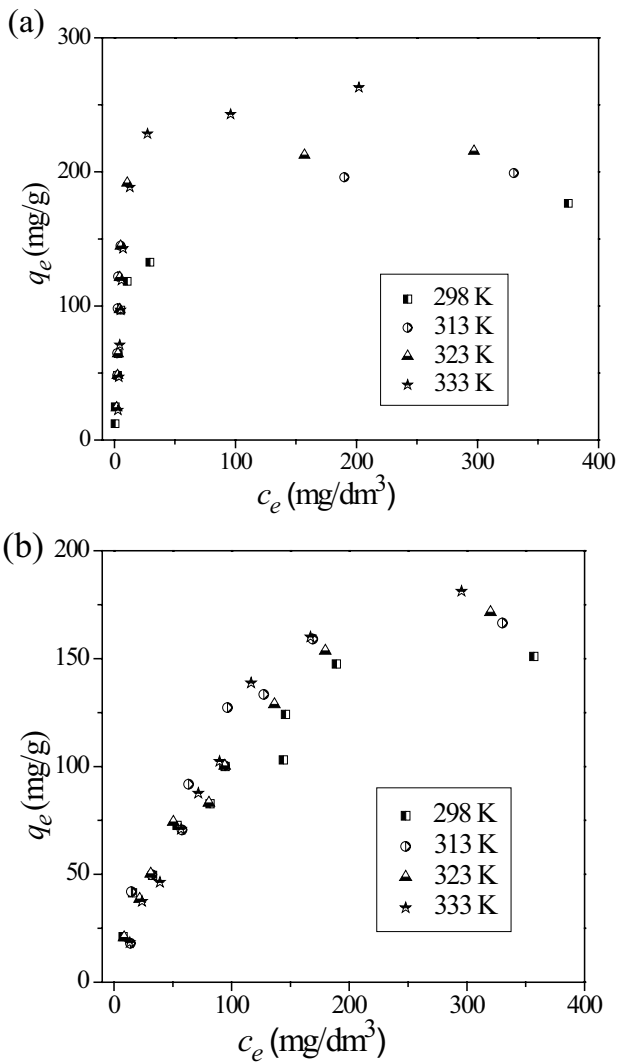 (a)
300
200
100
0
q_e (mg/g)
298 K
313 K
323 K
333 K
0 100 200 300 400
c_e (mg/dm³)
(b)
200
150
100
50
0
q_e (mg/g)
298 K
313 K
323 K
333 K
0 100 200 300 400
c_e (mg/dm³)